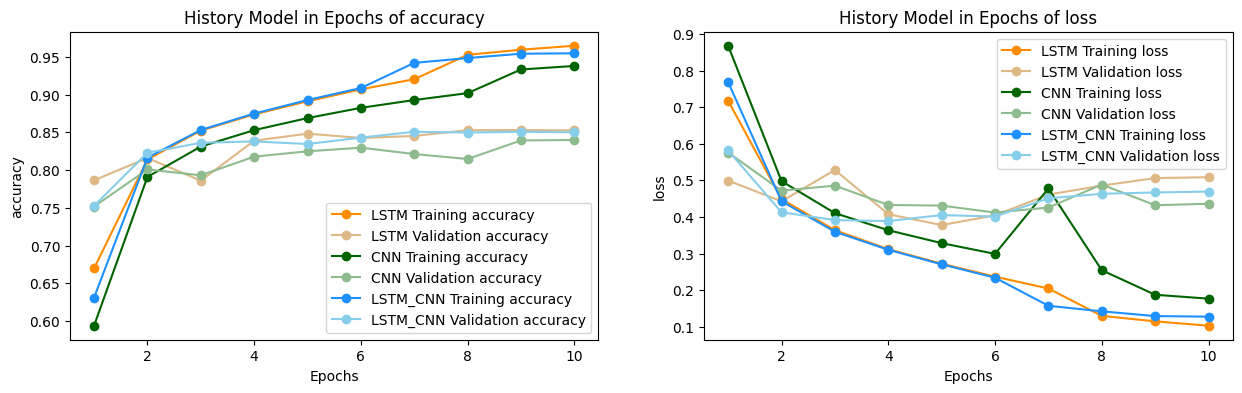 History Model in Epochs of accuracy
0.95
0.90
0.85
0.80
0.75
0.70
0.65
0.60
accuracy
LSTM Training accuracy
LSTM Validation accuracy
CNN Training accuracy
CNN Validation accuracy
LSTM_CNN Training accuracy
LSTM_CNN Validation accuracy
2 4 6 8 10
Epochs
History Model in Epochs of loss
0.9
0.8
0.7
0.6
0.5
0.4
0.3
0.2
0.1
loss
LSTM Training loss
LSTM Validation loss
CNN Training loss
CNN Validation loss
LSTM_CNN Training loss
LSTM_CNN Validation loss
2 4 6 8 10
Epochs